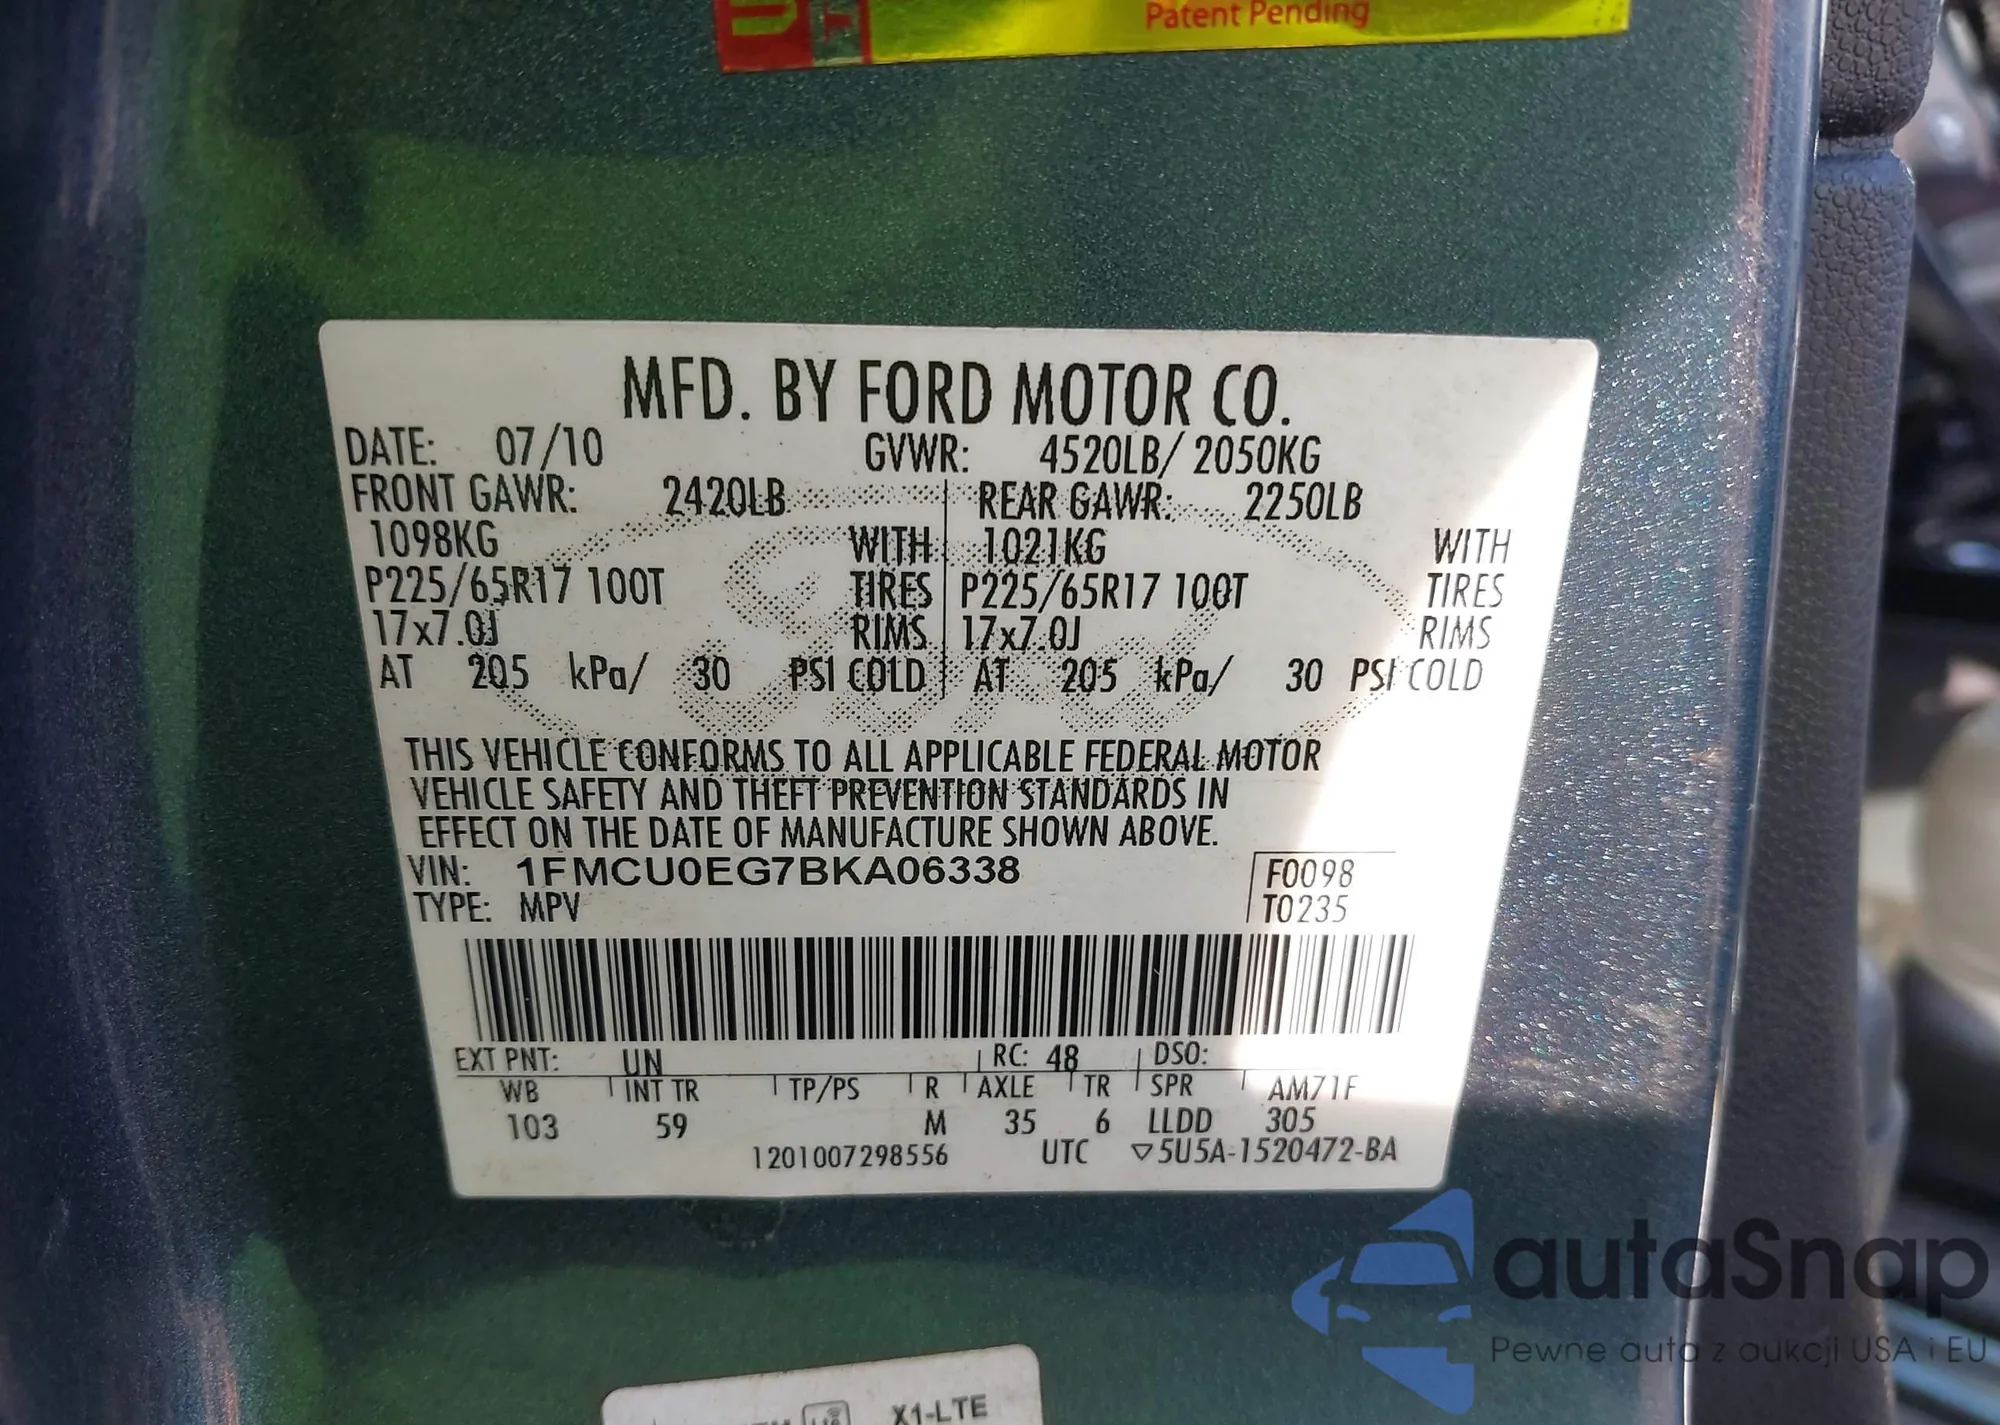 Patent Pending
MFD. BY FORD MOTOR CO.
DATE: 07/10 GVWR: 4520LB/ 2050KG
FRONT GAWR: 2420LB REAR GAWR: 2250LB
1098KG WITH 1021KG WITH
P225/65R17 100T TIRES P225/65R17 100T TIRES
17x7.0J RIMS 17x7.0J RIMS
AT 205 kPa/ 30 PSI COLD AT 205 kPa/ 30 PSI COLD
Ford
THIS VEHICLE CONFORMS TO ALL APPLICABLE FEDERAL MOTOR
VEHICLE SAFETY AND THEFT PREVENTION STANDARDS IN
EFFECT ON THE DATE OF MANUFACTURE SHOWN ABOVE.
VIN: 1FMCU0EG7BKA06338 F0098
TYPE: MPV T0235
EXT PNT: UN RC: 48 DSO:
WB INT TR TP/PS R AXLE TR SPR AM71F
103 59 M 35 6 LLDD 305
1201007298556 UTC ▽5U5A-1520472-BA
autaSnap
Pewne auta z aukcji USA i EU
X1-LTE